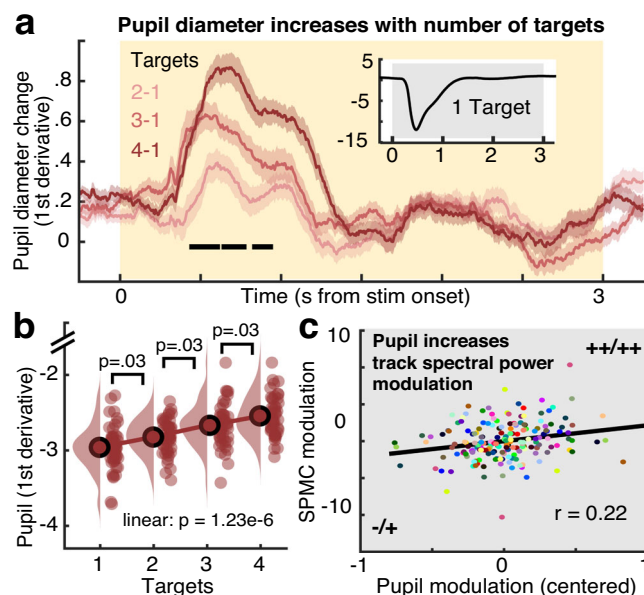 a Pupil diameter increases with number of targets
Pupil diameter change
(1st derivative)
.8
.6
.4
.2
0
Targets
2-1
3-1
4-1
5
-5
-15
1 Target
0 1 2 3
0 Time (s from stim onset) 3
b
p=.03 p=.03 p=.03
Pupil (1st derivative)
-2
-3
-4
linear: p = 1.23e-6
1 2 3 4
Targets
c
SPMC modulation
10
0
-10
Pupil increases
track spectral power
modulation
++/++
-/+
r = 0.22
-1 0 1
Pupil modulation (centered)